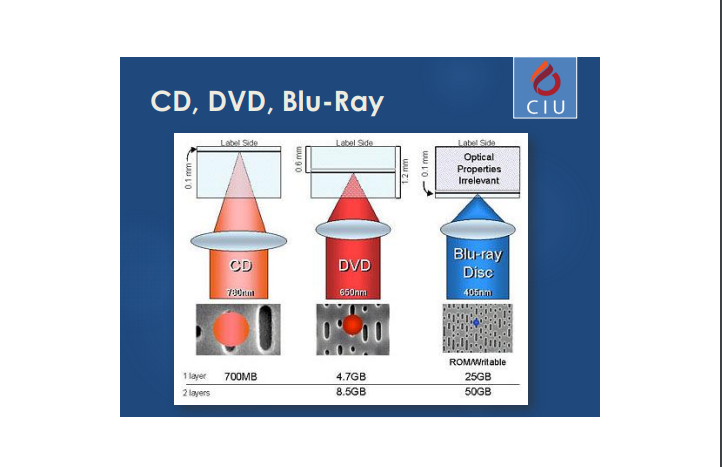 CD, DVD, Blu-Ray
CIU
Label Side
0.1 mm
CD
780nm
Label Side
0.6 mm
1.2 mm
DVD
650nm
Label Side
0.1 mm
Optical
Properties
Irrelevant
Blu-ray
Disc
405nm
ROM/Writable
1 layer 700MB 4.7GB 25GB
2 layers 8.5GB 50GB